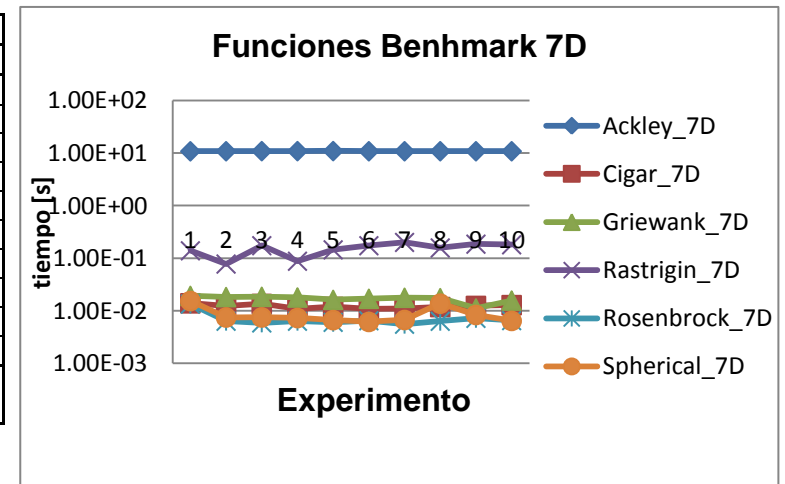 Funciones Benhmark 7D
1.00E+02
1.00E+01
1.00E+00
1.00E-01
1.00E-02
1.00E-03
tiempo [s]
1 2 3 4 5 6 7 8 9 10
Experimento
Ackley_7D
Cigar_7D
Griewank_7D
Rastrigin_7D
Rosenbrock_7D
Spherical_7D